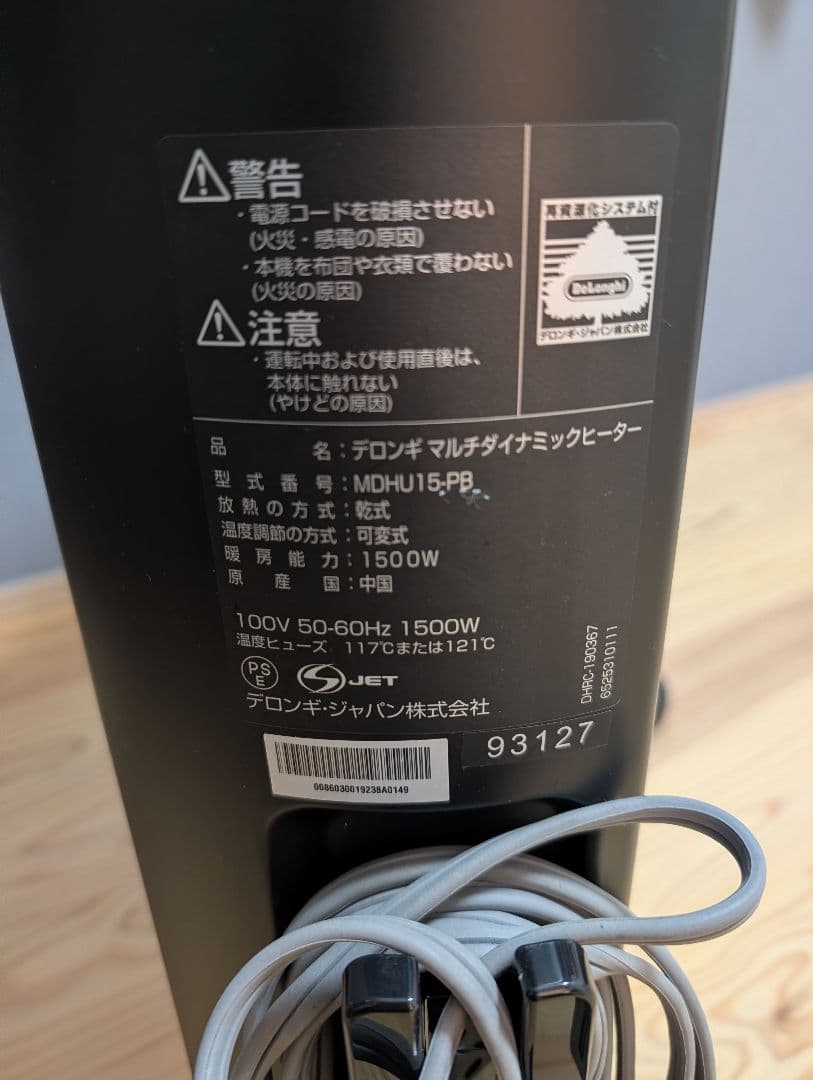 警告
・電源コードを破損させない
(火災・感電の原因)
・本機を布団や衣類で覆わない
(火災の原因)
注意
・運転中および使用直後は、
本体に触れない
(やけどの原因)
再資源化システム付
DeLonghi
デロンギ・ジャパン株式会社
品名:デロンギ マルチダイナミックヒーター
型式番号:MDHU15-PB
放熱の方式:乾式
温度調節の方式:可変式
暖房能力:1500W
原産国:中国
100V 50-60Hz 1500W
温度ヒューズ 117℃または121℃
PSE
JET
デロンギ・ジャパン株式会社
DHRC-190367
6525310111
93127
0086030019238A0149